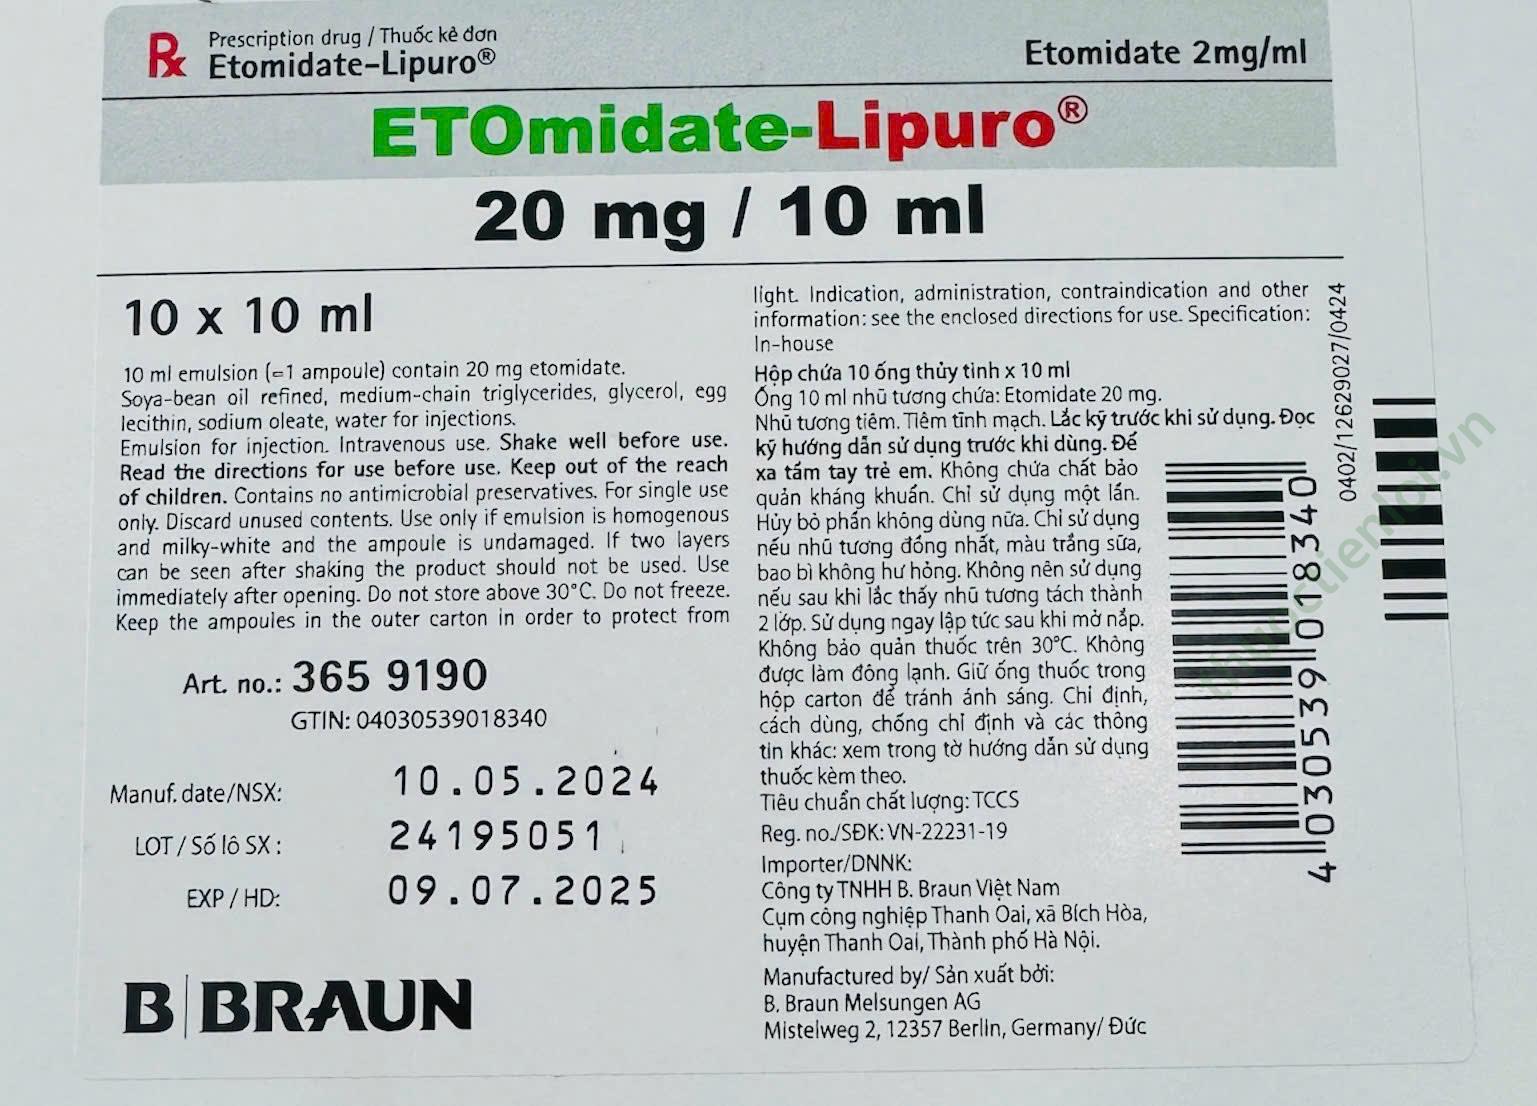 Rx
Prescription drug / Thuốc kê đơn
Etomidate-Lipuro®
Etomidate 2mg/ml
ETOmidate-Lipuro®
20 mg / 10 ml
10 x 10 ml
10 ml emulsion (=1 ampoule) contain 20 mg etomidate.
Soya-bean oil refined, medium-chain triglycerides, glycerol, egg
lecithin, sodium oleate, water for injections.
Emulsion for injection. Intravenous use. Shake well before use.
Read the directions for use before use. Keep out of the reach
of children. Contains no antimicrobial preservatives. For single use
only. Discard unused contents. Use only if emulsion is homogenous
and milky-white and the ampoule is undamaged. If two layers
can be seen after shaking the product should not be used. Use
immediately after opening. Do not store above 30°C. Do not freeze.
Keep the ampoules in the outer carton in order to protect from
light. Indication, administration, contraindication and other
information: see the enclosed directions for use. Specification:
In-house
Hộp chứa 10 ống thủy tinh x 10 ml
Ống 10 ml nhũ tương chứa: Etomidate 20 mg.
Nhũ tương tiêm. Tiêm tĩnh mạch. Lắc kỹ trước khi sử dụng. Đọc
kỹ hướng dẫn sử dụng trước khi dùng. Để
xa tầm tay trẻ em. Không chứa chất bảo
quản kháng khuẩn. Chỉ sử dụng một lần.
Hủy bỏ phần không dùng nữa. Chỉ sử dụng
nếu nhũ tương đồng nhất, màu trắng sữa,
bao bì không hư hỏng. Không nên sử dụng
nếu sau khi lắc thấy nhũ tương tách thành
2 lớp. Sử dụng ngay lập tức sau khi mở nắp.
Không bảo quản thuốc trên 30°C. Không
được làm đông lạnh. Giữ ống thuốc trong
hộp carton để tránh ánh sáng. Chỉ định,
cách dùng, chống chỉ định và các thông
tin khác: xem trong tờ hướng dẫn sử dụng
thuốc kèm theo.
Tiêu chuẩn chất lượng: TCCS
Reg. no./SĐK: VN-22231-19
Importer/DNNK:
Công ty TNHH B. Braun Việt Nam
Cụm công nghiệp Thanh Oai, xã Bích Hòa,
huyện Thanh Oai, Thành phố Hà Nội.
Manufactured by/ Sản xuất bởi:
B. Braun Melsungen AG
Mistelweg 2, 12357 Berlin, Germany/ Đức
Art. no.: 365 9190
GTIN: 04030539018340
Manuf. date/NSX: 10.05.2024
LOT / Số lô SX : 24195051
EXP / HD: 09.07.2025
B|BRAUN
0402/12629027/0424
4 030539 018340
thuoctienloi.vn